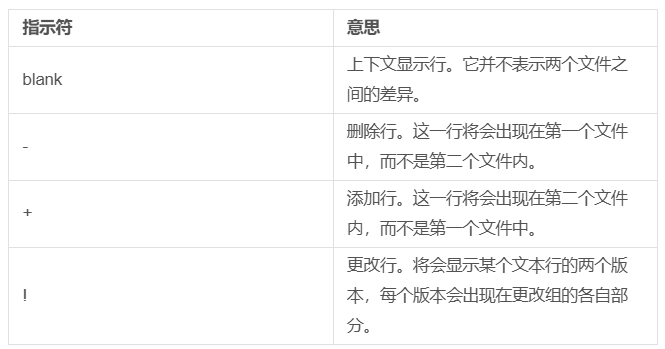 指示符 意思
blank
上下文显示行。它并不表示两个文件之
间的差异。
-
删除行。这一行将会出现在第一个文件
中，而不是第二个文件内。
+
添加行。这一行将会出现在第二个文件
内，而不是第一个文件中。
!
更改行。将会显示某个文本行的两个版
本，每个版本会出现在更改组的各自部
分。